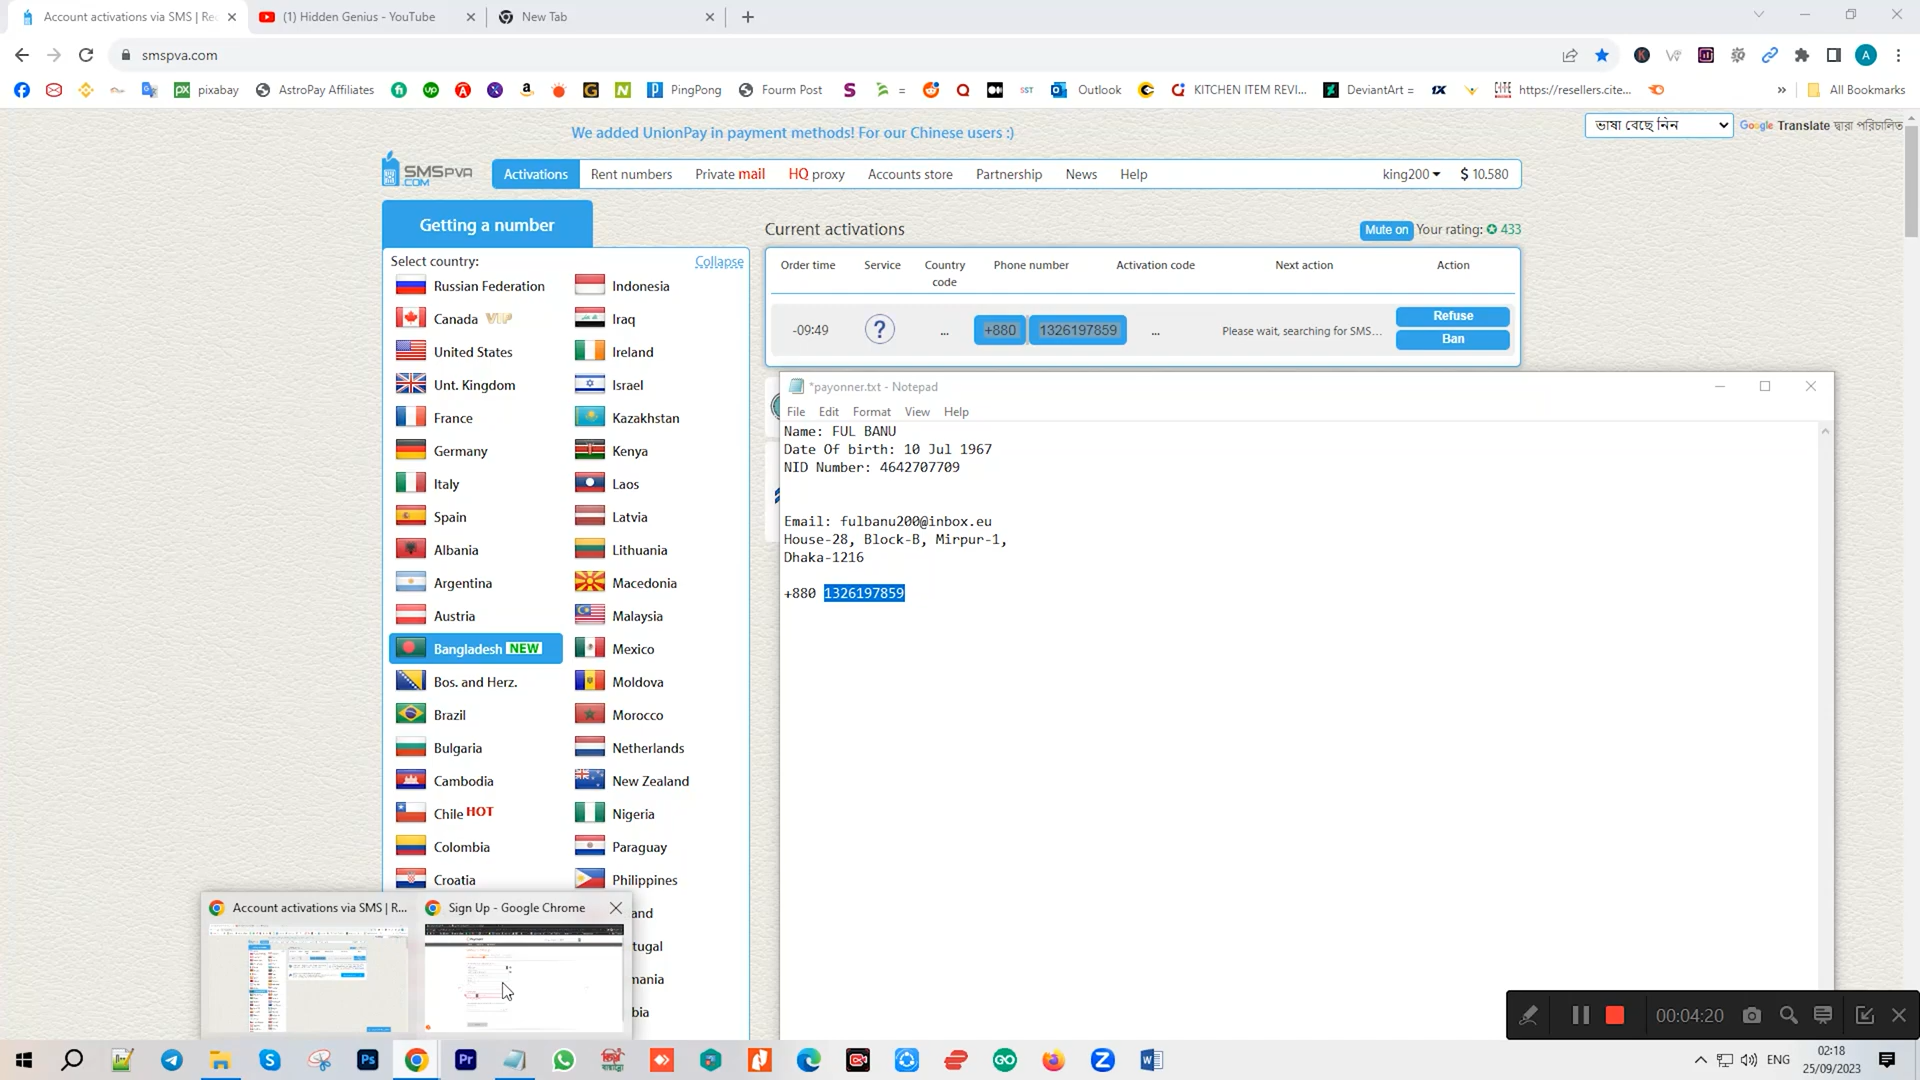 Account activations via SMS | Rec
(1) Hidden Genius - YouTube
New Tab
smspva.com
pixabay
AstroPay Affiliates
PingPong
Fourm Post
=
SST
Outlook
KITCHEN ITEM REVI...
DeviantArt =
1X
https://resellers.cite...
»
All Bookmarks
We added UnionPay in payment methods! For our Chinese users :)
ভাষা বেছে নিন
Google Translate দ্বারা পরিচালিত
SMSPVA
.COM
Activations
Rent numbers
Private mail
HQ proxy
Accounts store
Partnership
News
Help
king200
$ 10.580
Getting a number
Current activations
Mute on
Your rating: 433
Select country:
Collapse
Order time
Service
Country code
Phone number
Activation code
Next action
Action
-09:49
?
...
+880
1326197859
...
Please wait, searching for SMS...
Refuse
Ban
Russian Federation
Indonesia
Canada VIP
Iraq
United States
Ireland
Unt. Kingdom
Israel
France
Kazakhstan
Germany
Kenya
Italy
Laos
Spain
Latvia
Albania
Lithuania
Argentina
Macedonia
Austria
Malaysia
Bangladesh NEW
Mexico
Bos. and Herz.
Moldova
Brazil
Morocco
Bulgaria
Netherlands
Cambodia
New Zealand
Chile HOT
Nigeria
Colombia
Paraguay
Croatia
Philippines
and
tugal
mania
bia
*payonner.txt - Notepad
File
Edit
Format
View
Help
Name: FUL BANU
Date Of birth: 10 Jul 1967
NID Number: 4642707709
Email: fulbanu200@inbox.eu
House-28, Block-B, Mirpur-1,
Dhaka-1216
+880 1326197859
Account activations via SMS | R...
Sign Up - Google Chrome
00:04:20
ENG
02:18
25/09/2023